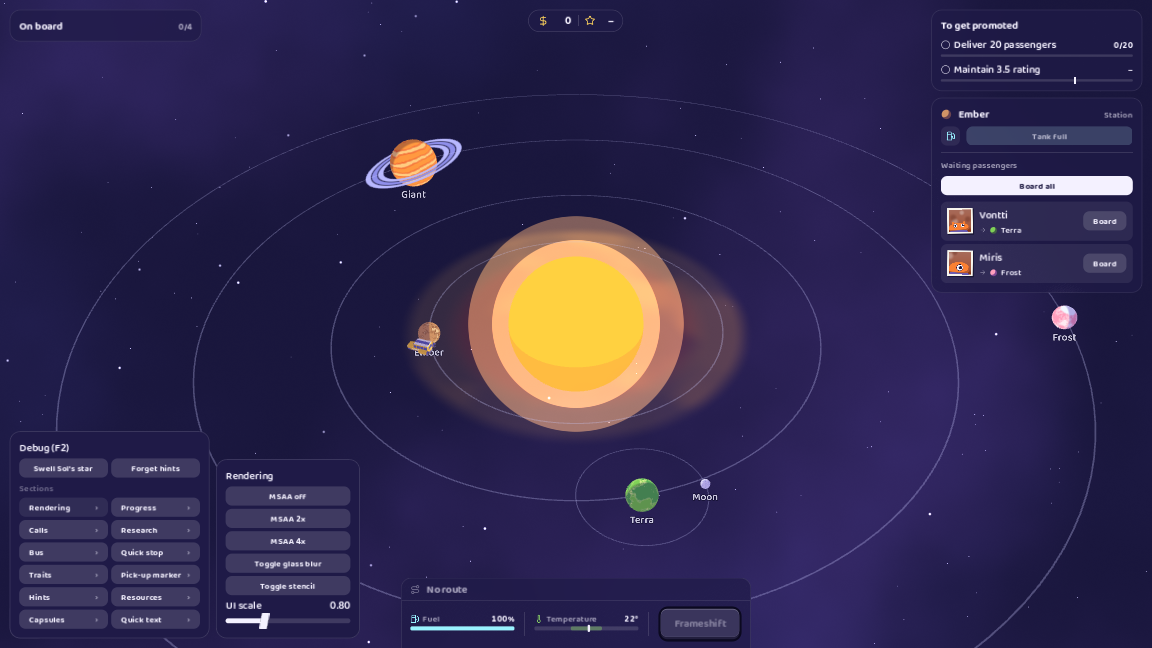 On board 0/4
$ 0 –
To get promoted
Deliver 20 passengers 0/20
Maintain 3.5 rating –
Ember Station
Tank Full
Waiting passengers
Board all
Vontti
→ Terra
Board
Miris
→ Frost
Board
Giant
Ember
Frost
Terra
Moon
Debug (F2)
Swell Sol's star Forget hints
Sections
Rendering › Progress ›
Calls › Research ›
Bus › Quick stop ›
Traits › Pick-up marker ›
Hints › Resources ›
Capsules › Quick text ›
Rendering
MSAA off
MSAA 2x
MSAA 4x
Toggle glass blur
Toggle stencil
UI scale 0.80
No route
Fuel 100%
Temperature 22°
Frameshift